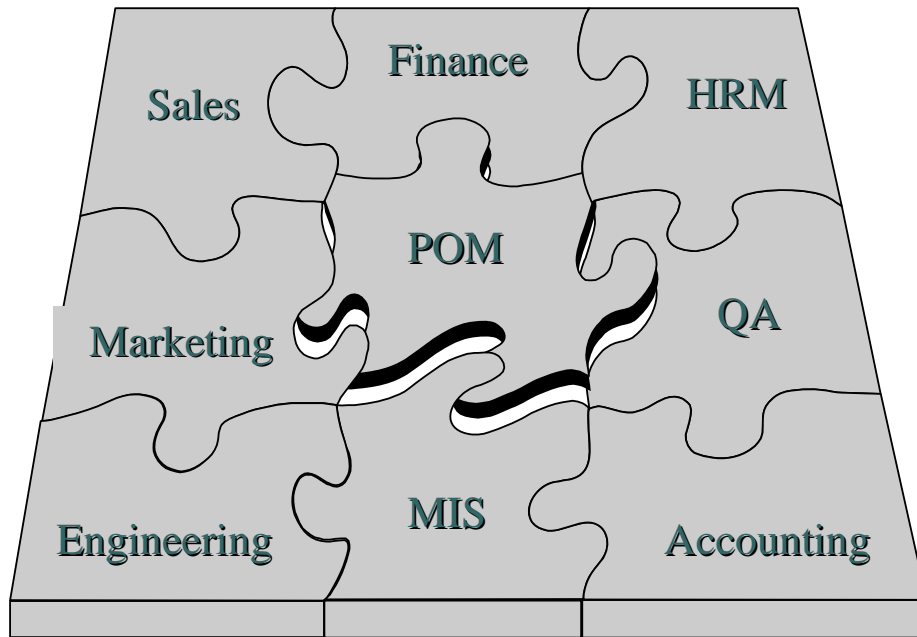 Sales
Finance
HRM
Marketing
POM
QA
Engineering
MIS
Accounting